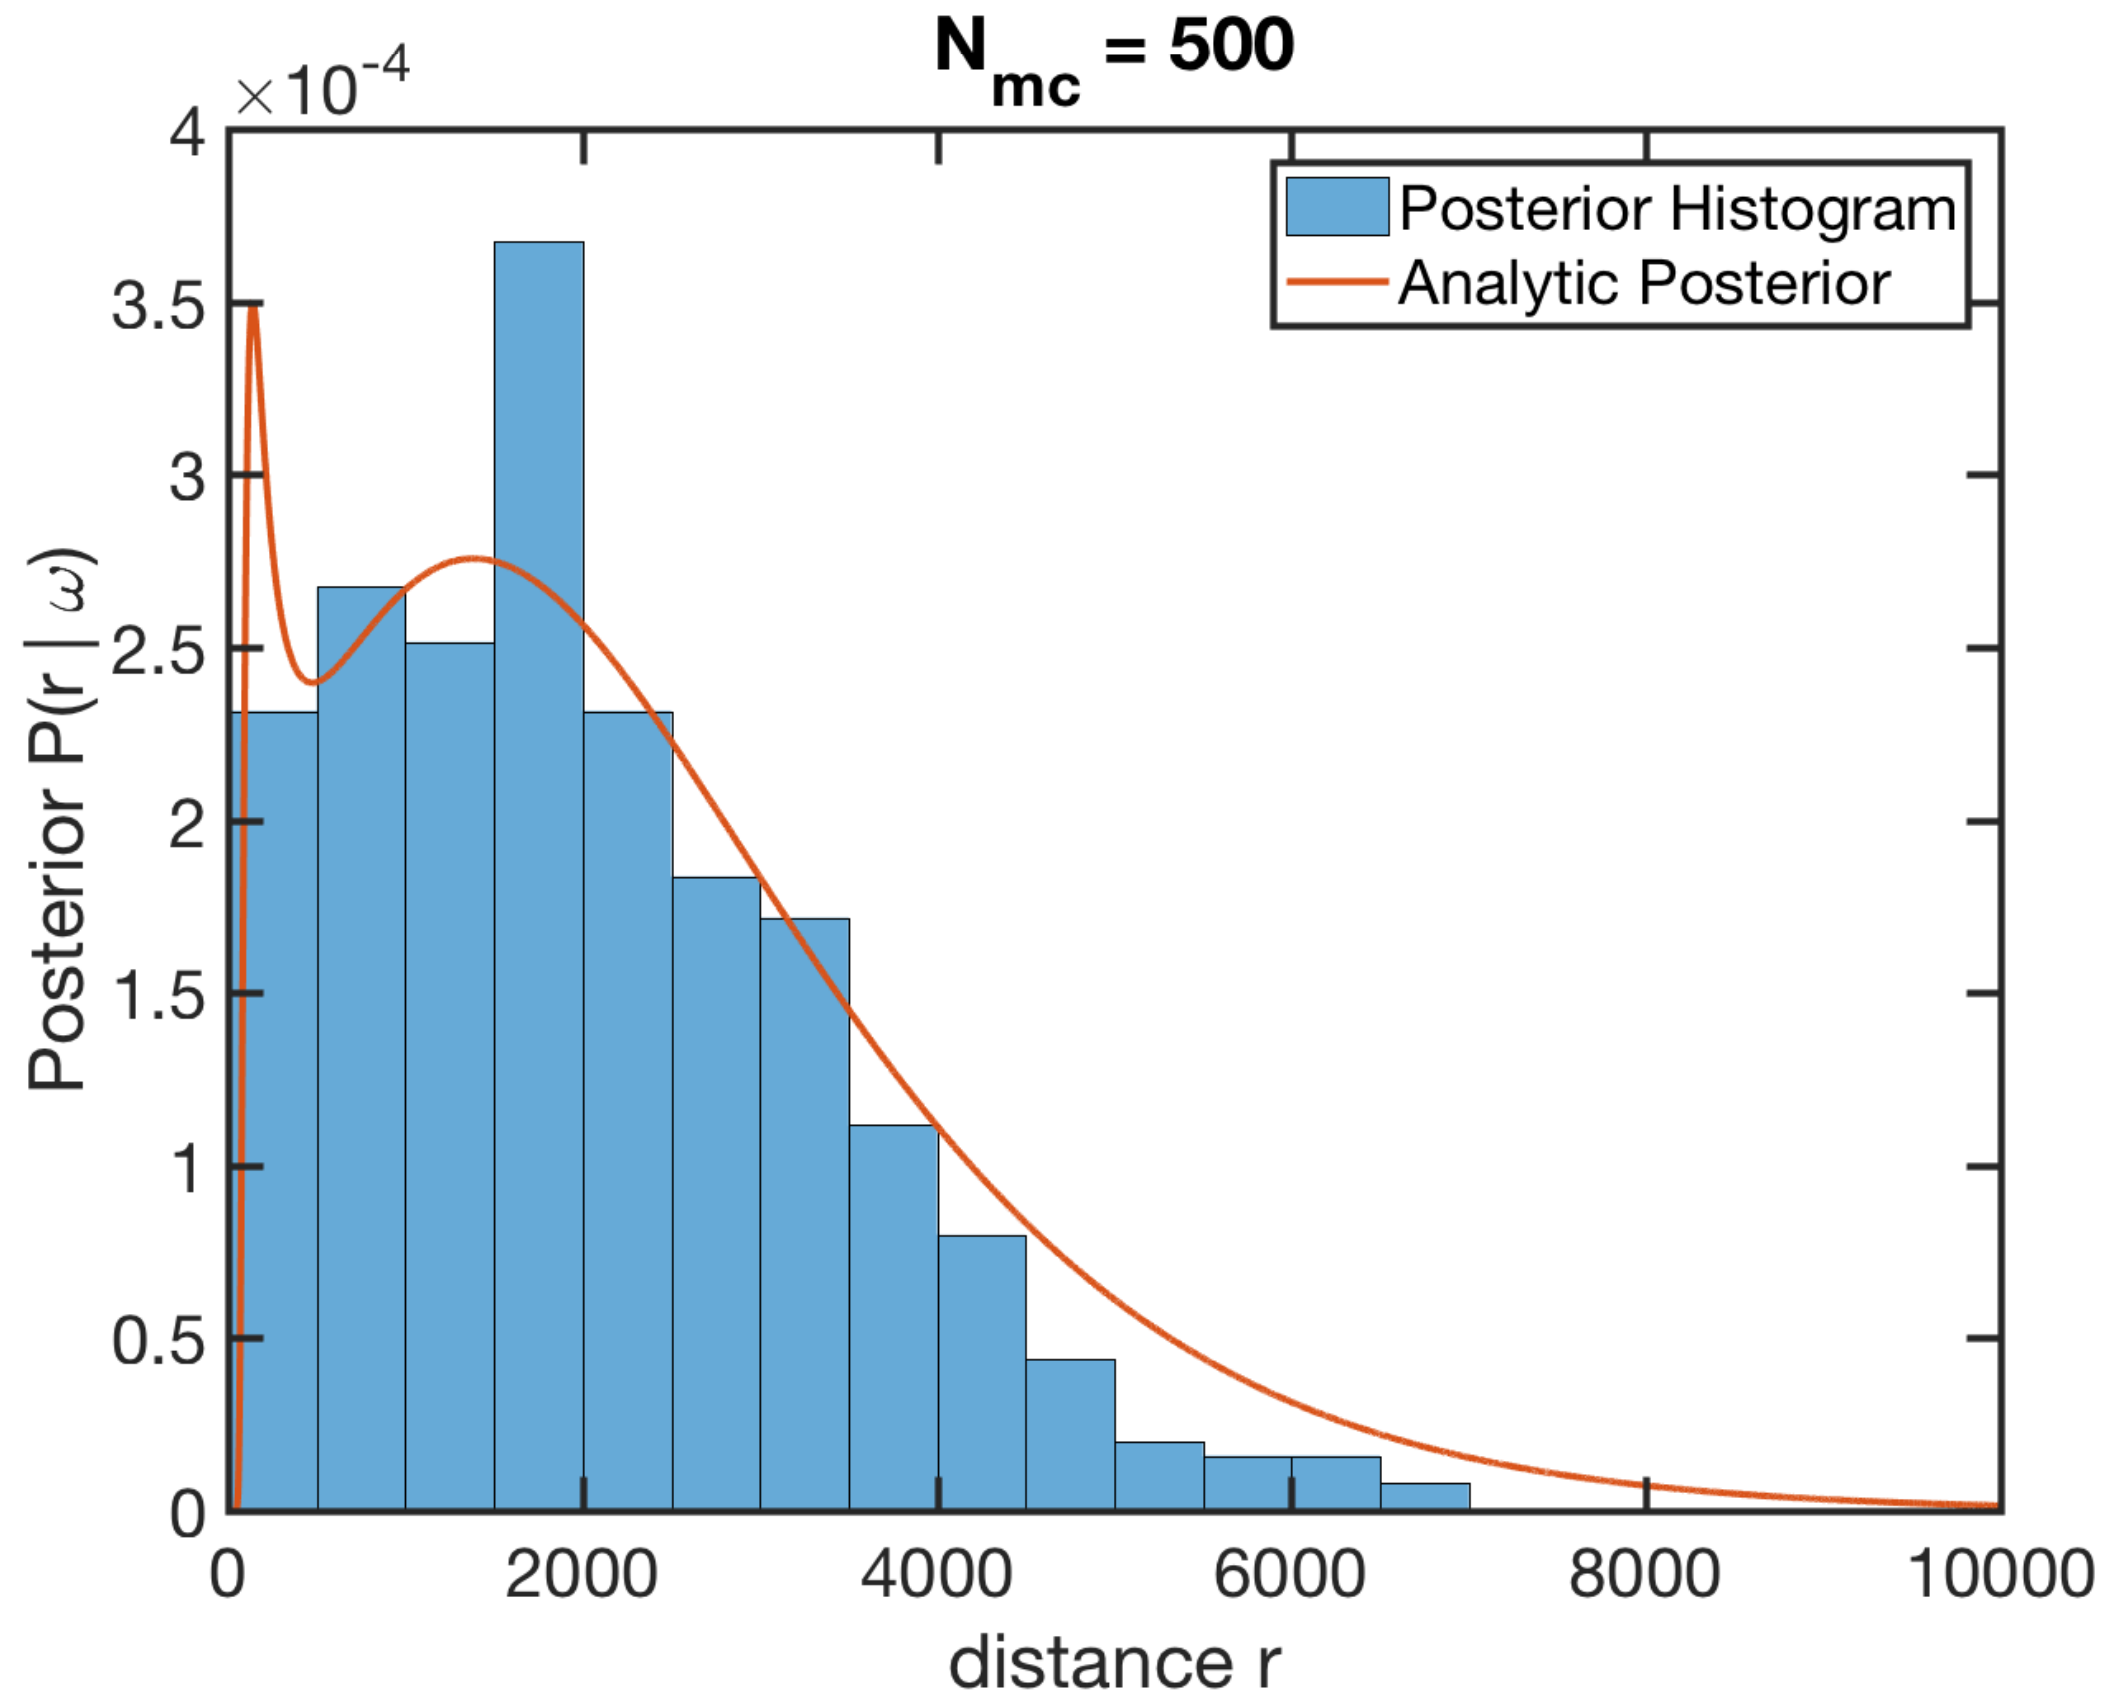 N_mc = 500
×10^-4
4
3.5
3
2.5
2
1.5
1
0.5
0
Posterior P(r | ω)
Posterior Histogram
Analytic Posterior
0 2000 4000 6000 8000 10000
distance r